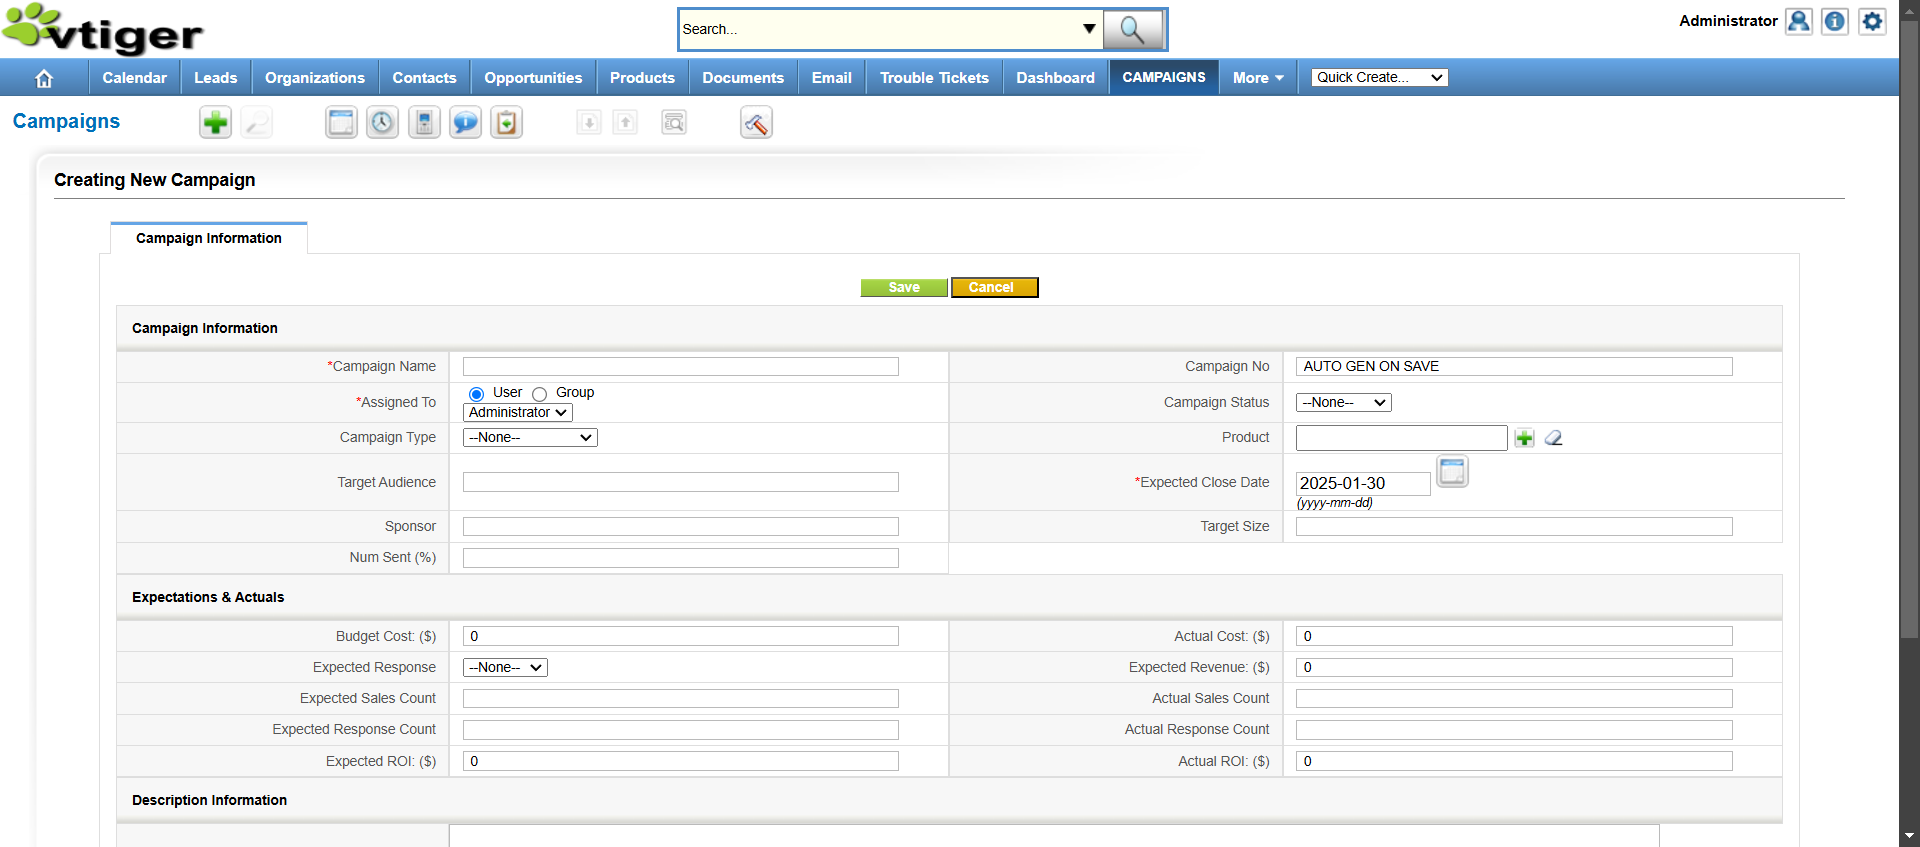 vtiger
Search...
Administrator
Calendar Leads Organizations Contacts Opportunities Products Documents Email Trouble Tickets Dashboard CAMPAIGNS More Quick Create...
Campaigns
Creating New Campaign
Campaign Information
Save Cancel
Campaign Information
*Campaign Name Campaign No AUTO GEN ON SAVE
*Assigned To User Group Administrator Campaign Status --None--
Campaign Type --None-- Product
Target Audience *Expected Close Date 2025-01-30
(yyyy-mm-dd)
Sponsor Target Size
Num Sent (%)
Expectations & Actuals
Budget Cost: ($) 0 Actual Cost: ($) 0
Expected Response --None-- Expected Revenue: ($) 0
Expected Sales Count Actual Sales Count
Expected Response Count Actual Response Count
Expected ROI: ($) 0 Actual ROI: ($) 0
Description Information